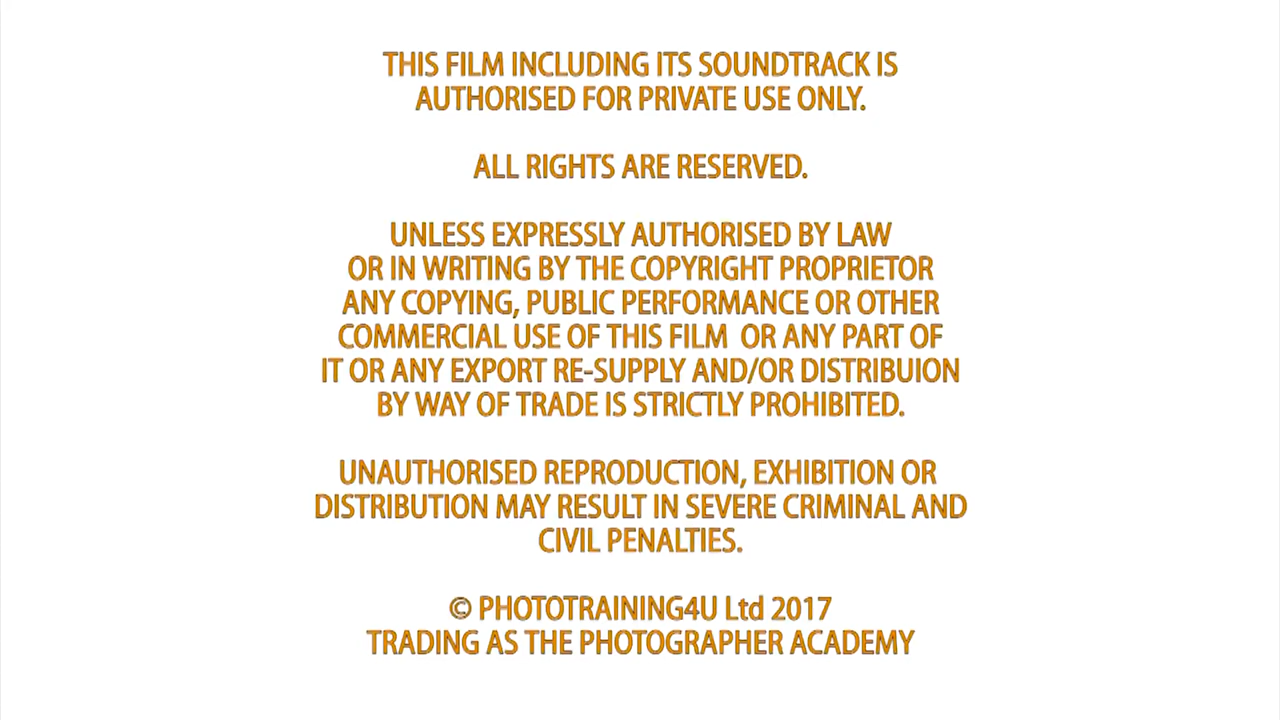 THIS FILM INCLUDING ITS SOUNDTRACK IS
AUTHORISED FOR PRIVATE USE ONLY.
ALL RIGHTS ARE RESERVED.
UNLESS EXPRESSLY AUTHORISED BY LAW
OR IN WRITING BY THE COPYRIGHT PROPRIETOR
ANY COPYING, PUBLIC PERFORMANCE OR OTHER
COMMERCIAL USE OF THIS FILM  OR ANY PART OF
IT OR ANY EXPORT RE-SUPPLY AND/OR DISTRIBUION
BY WAY OF TRADE IS STRICTLY PROHIBITED.
UNAUTHORISED REPRODUCTION, EXHIBITION OR
DISTRIBUTION MAY RESULT IN SEVERE CRIMINAL AND
CIVIL PENALTIES.
© PHOTOTRAINING4U Ltd 2017
TRADING AS THE PHOTOGRAPHER ACADEMY